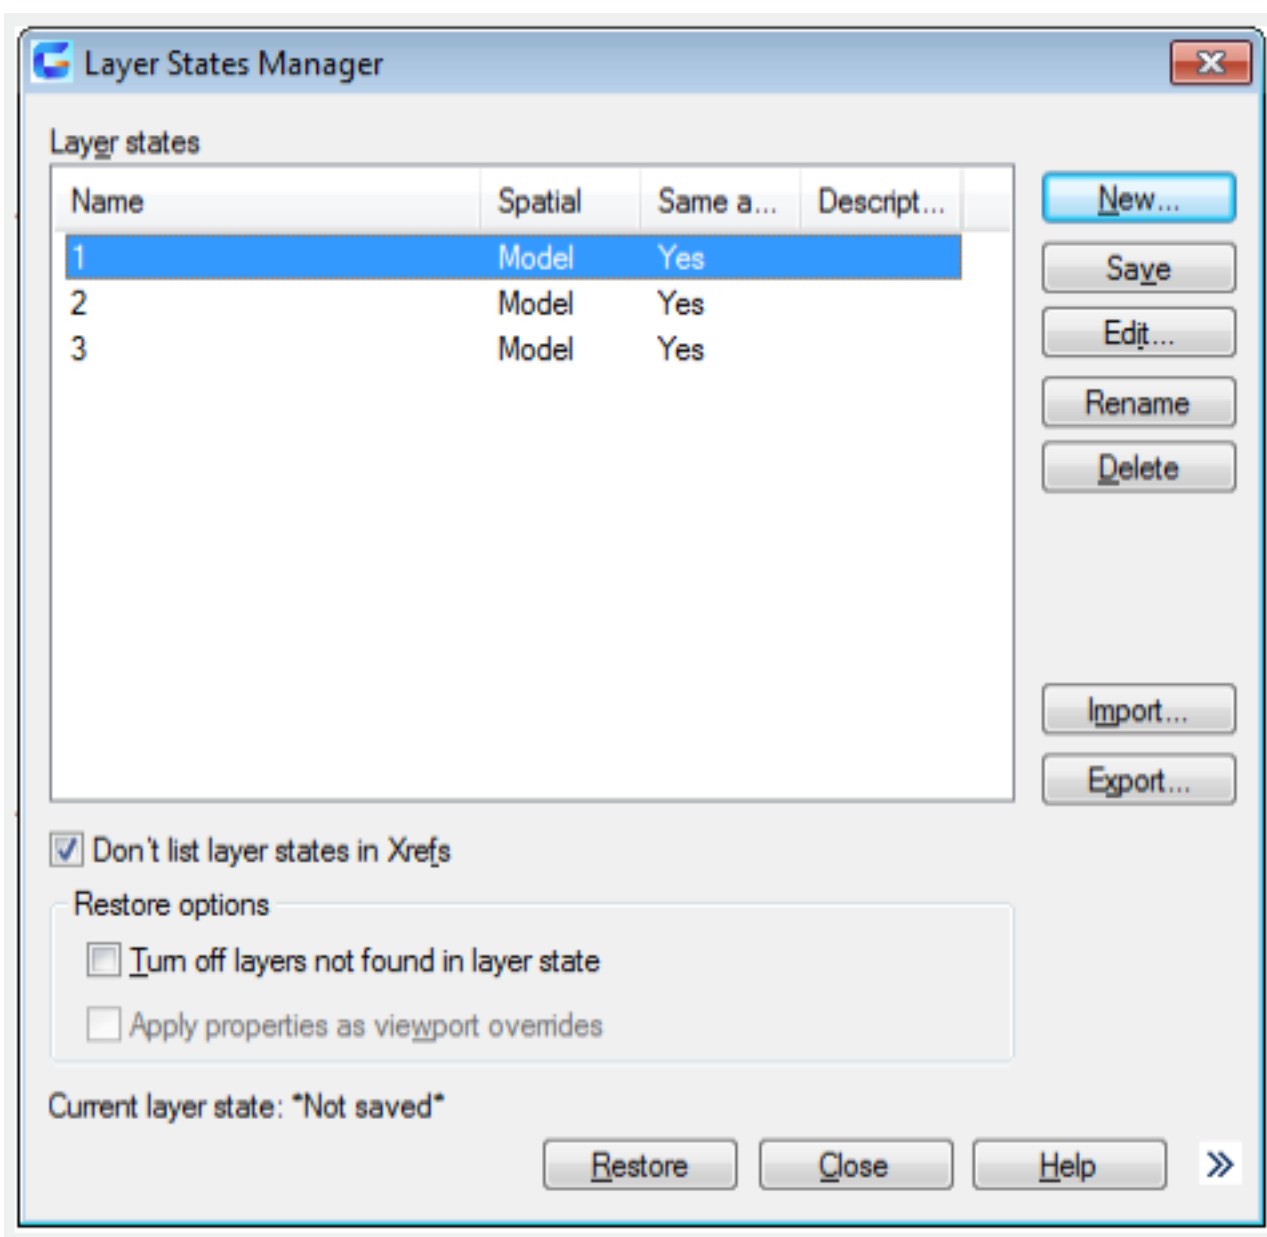 Layer States Manager
Layer states
Name Spatial Same a... Descript...
1 Model Yes
2 Model Yes
3 Model Yes
New...
Save
Edit...
Rename
Delete
Import...
Export...
Don't list layer states in Xrefs
Restore options
Turn off layers not found in layer state
Apply properties as viewport overrides
Current layer state: *Not saved*
Restore Close Help »